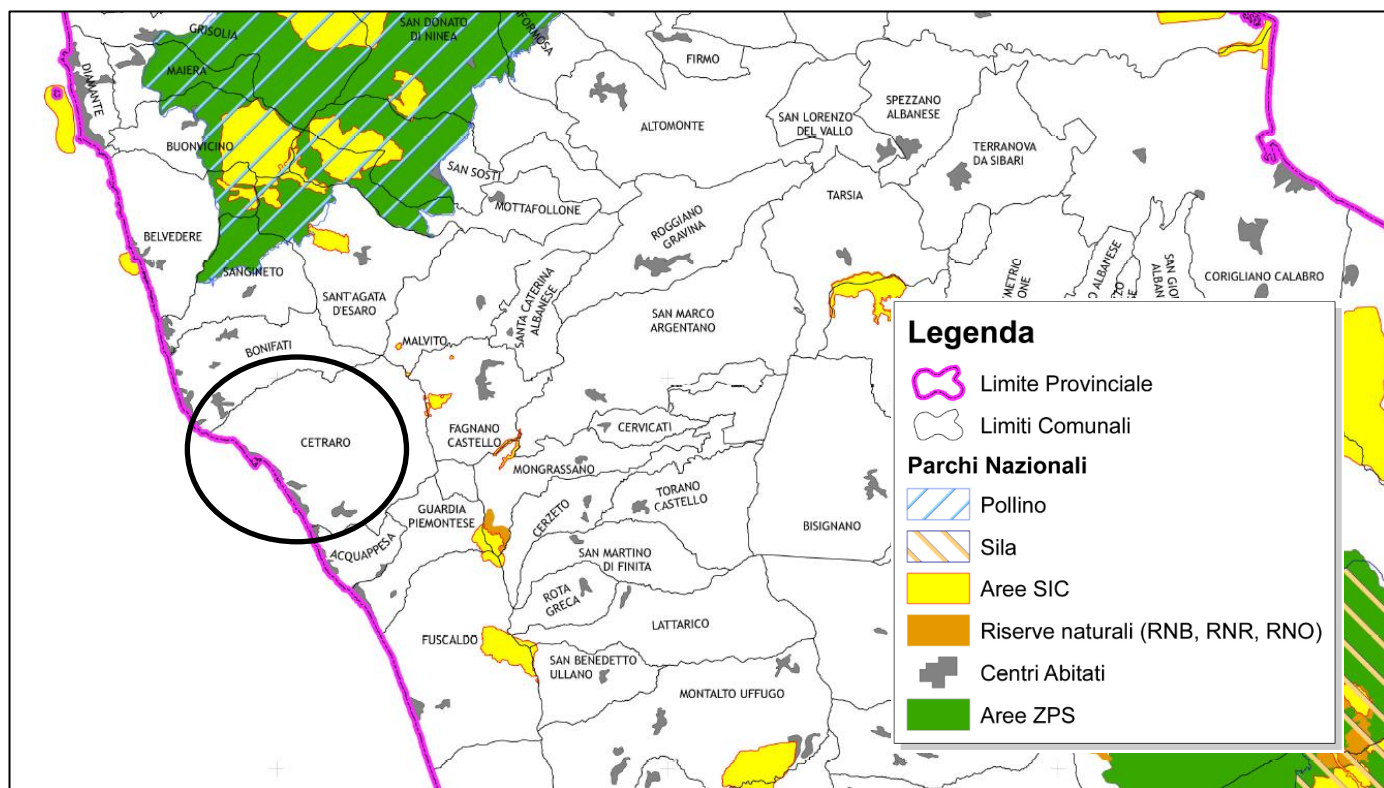 GRISOLIA
SAN DONATO
DI NINEA
FIRMO
MAIERA
DIAMANTE
SPEZZANO
ALBANESE
SAN LORENZO
DEL VALLO
ALTOMONTE
BUONVICINO
TERRANOVA
DA SIBARI
SAN SOSTI
MOTTAFOLLONE
TARSIA
ROGGIANO
GRAVINA
BELVEDERE
SANGINETO
CORIGLIANO CALABRO
SANT'AGATA
D'ESARO
SANTA CATERINA
ALBANESE
SAN MARCO
ARGENTANO
MALVITO
BONIFATI
CETRARO
FAGNANO
CASTELLO
CERVICATI
MONGRASSANO
TORANO
CASTELLO
GUARDIA
PIEMONTESE
CERZETO
BISIGNANO
ACQUAPPESA
SAN MARTINO
DI FINITA
ROTA
GRECA
LATTARICO
FUSCALDO
SAN BENEDETTO
ULLANO
MONTALTO UFFUGO
Legenda
Limite Provinciale
Limiti Comunali
Parchi Nazionali
Pollino
Sila
Aree SIC
Riserve naturali (RNB, RNR, RNO)
Centri Abitati
Aree ZPS